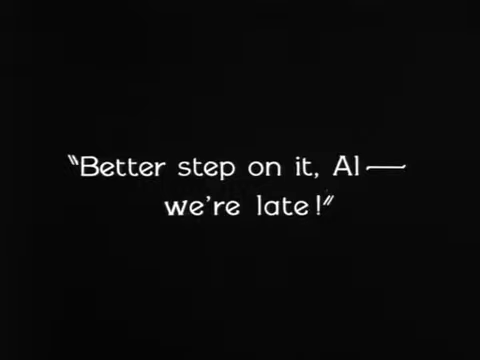 "Better step on it, Al—
we're late!"